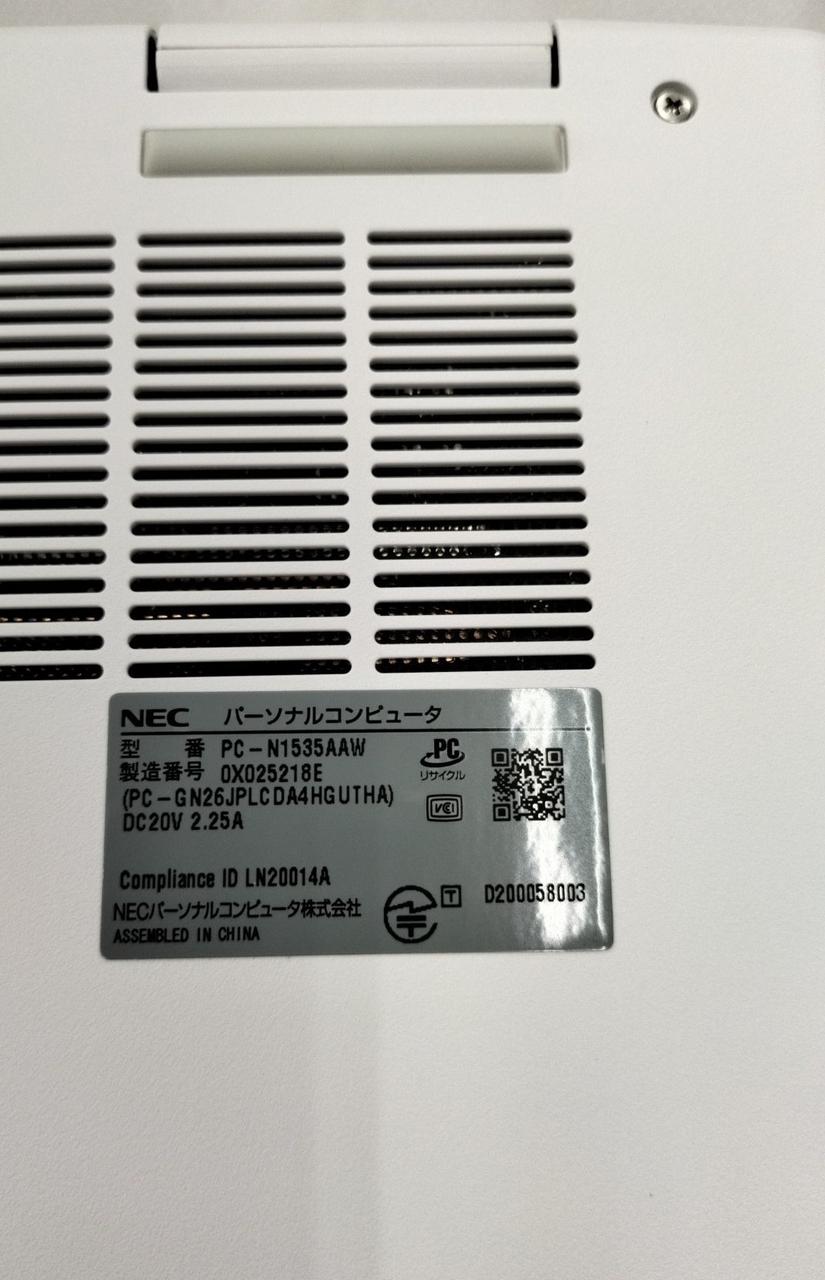 NEC パーソナルコンピュータ
型 番 PC-N1535AAW
製造番号 0X025218E
(PC-GN26JPLCDA4HGUTHA)
DC20V 2.25A
PC
リサイクル
VCI
Compliance ID LN20014A
NECパーソナルコンピュータ株式会社
ASSEMBLED IN CHINA
T D200058003